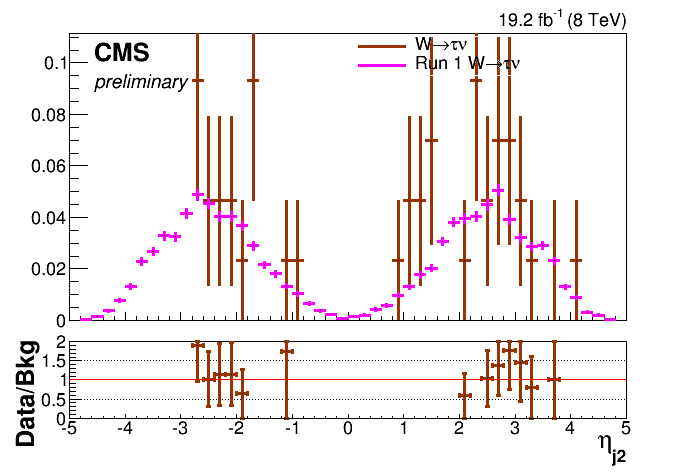 19.2 fb⁻¹ (8 TeV)
CMS
preliminary
W→τν
Run 1 W→τν
0.1
0.08
0.06
0.04
0.02
0
Data/Bkg
2
1.5
1
0.5
0
-5 -4 -3 -2 -1 0 1 2 3 4 5
η_j2